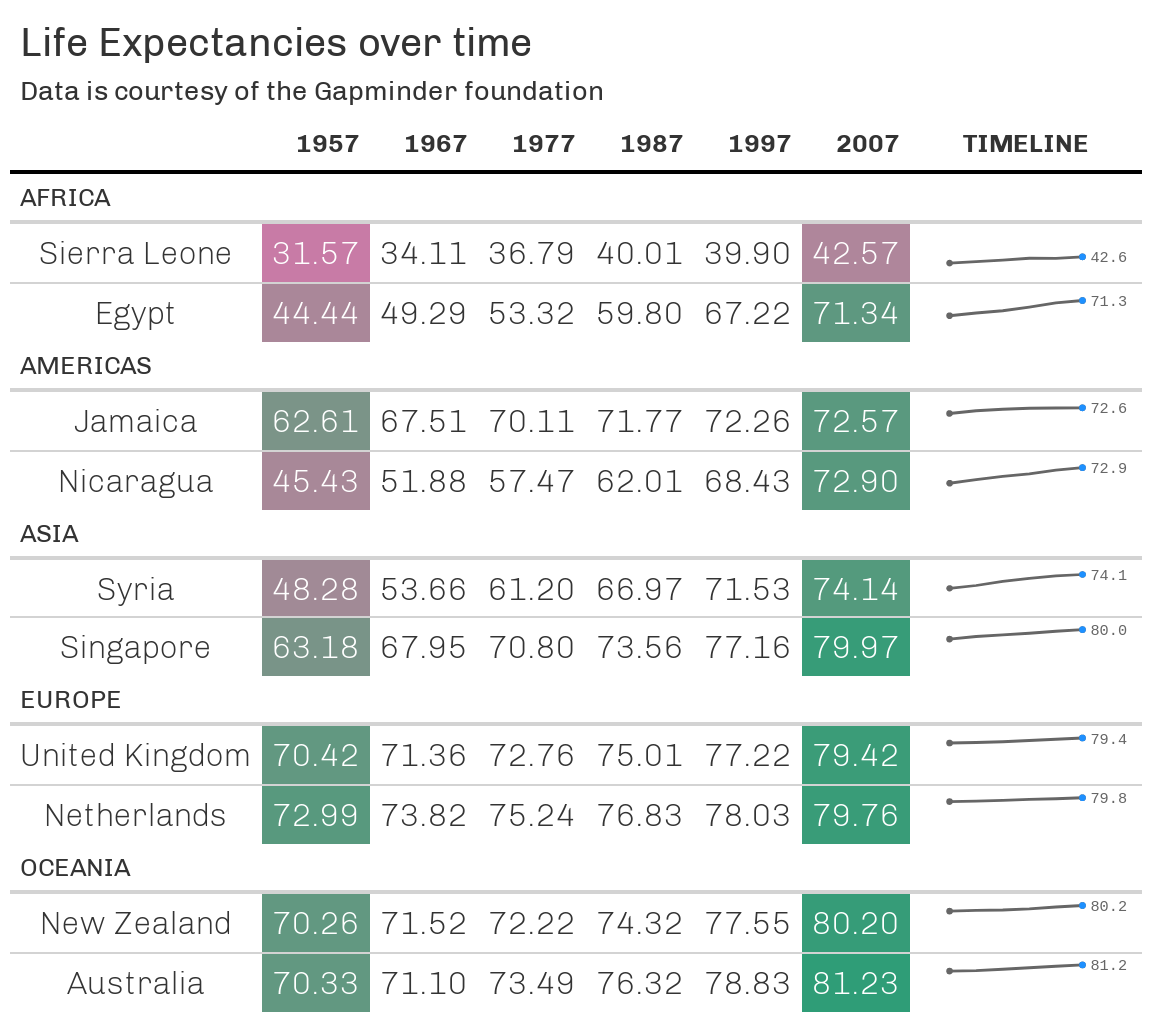 Life Expectancies over time
Data is courtesy of the Gapminder foundation
1957 1967 1977 1987 1997 2007 TIMELINE
AFRICA
Sierra Leone 31.57 34.11 36.79 40.01 39.90 42.57 42.6
Egypt 44.44 49.29 53.32 59.80 67.22 71.34 71.3
AMERICAS
Jamaica 62.61 67.51 70.11 71.77 72.26 72.57 72.6
Nicaragua 45.43 51.88 57.47 62.01 68.43 72.90 72.9
ASIA
Syria 48.28 53.66 61.20 66.97 71.53 74.14 74.1
Singapore 63.18 67.95 70.80 73.56 77.16 79.97 80.0
EUROPE
United Kingdom 70.42 71.36 72.76 75.01 77.22 79.42 79.4
Netherlands 72.99 73.82 75.24 76.83 78.03 79.76 79.8
OCEANIA
New Zealand 70.26 71.52 72.22 74.32 77.55 80.20 80.2
Australia 70.33 71.10 73.49 76.32 78.83 81.23 81.2